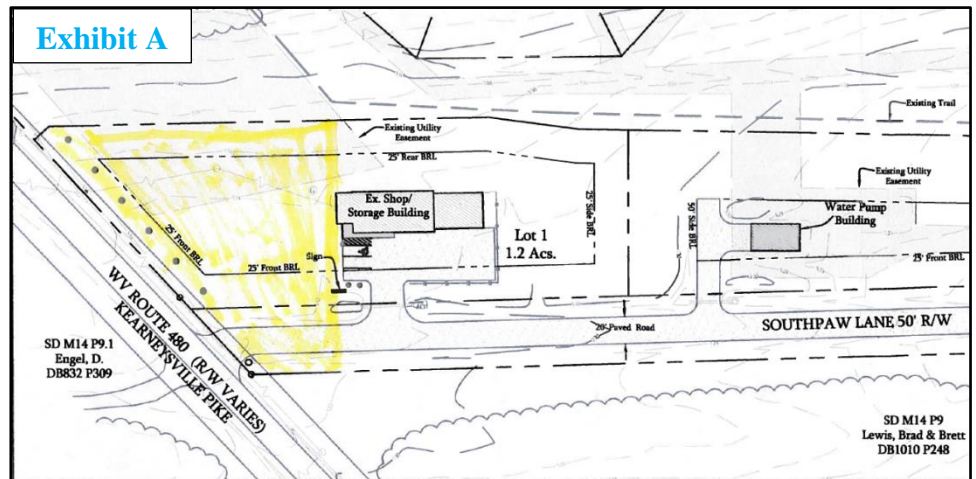 Exhibit A
Existing Trail
Existing Utility
Easement
25' Rear BRL
Existing Utility
Easement
Ex. Shop/
Storage Building
25' Side BRL
50' Side BRL
Water Pump
Building
Lot 1
1.2 Acs.
25' Front BRL
Sign
25' Front BRL
25' Front BRL
20' Paved Road
SOUTHPAW LANE 50' R/W
WV ROUTE 480 (R/W VARIES)
KEARNEYSVILLE PIKE
SD M14 P9.1
Engel, D.
DB832 P309
SD M14 P9
Lewis, Brad & Brett
DB1010 P248